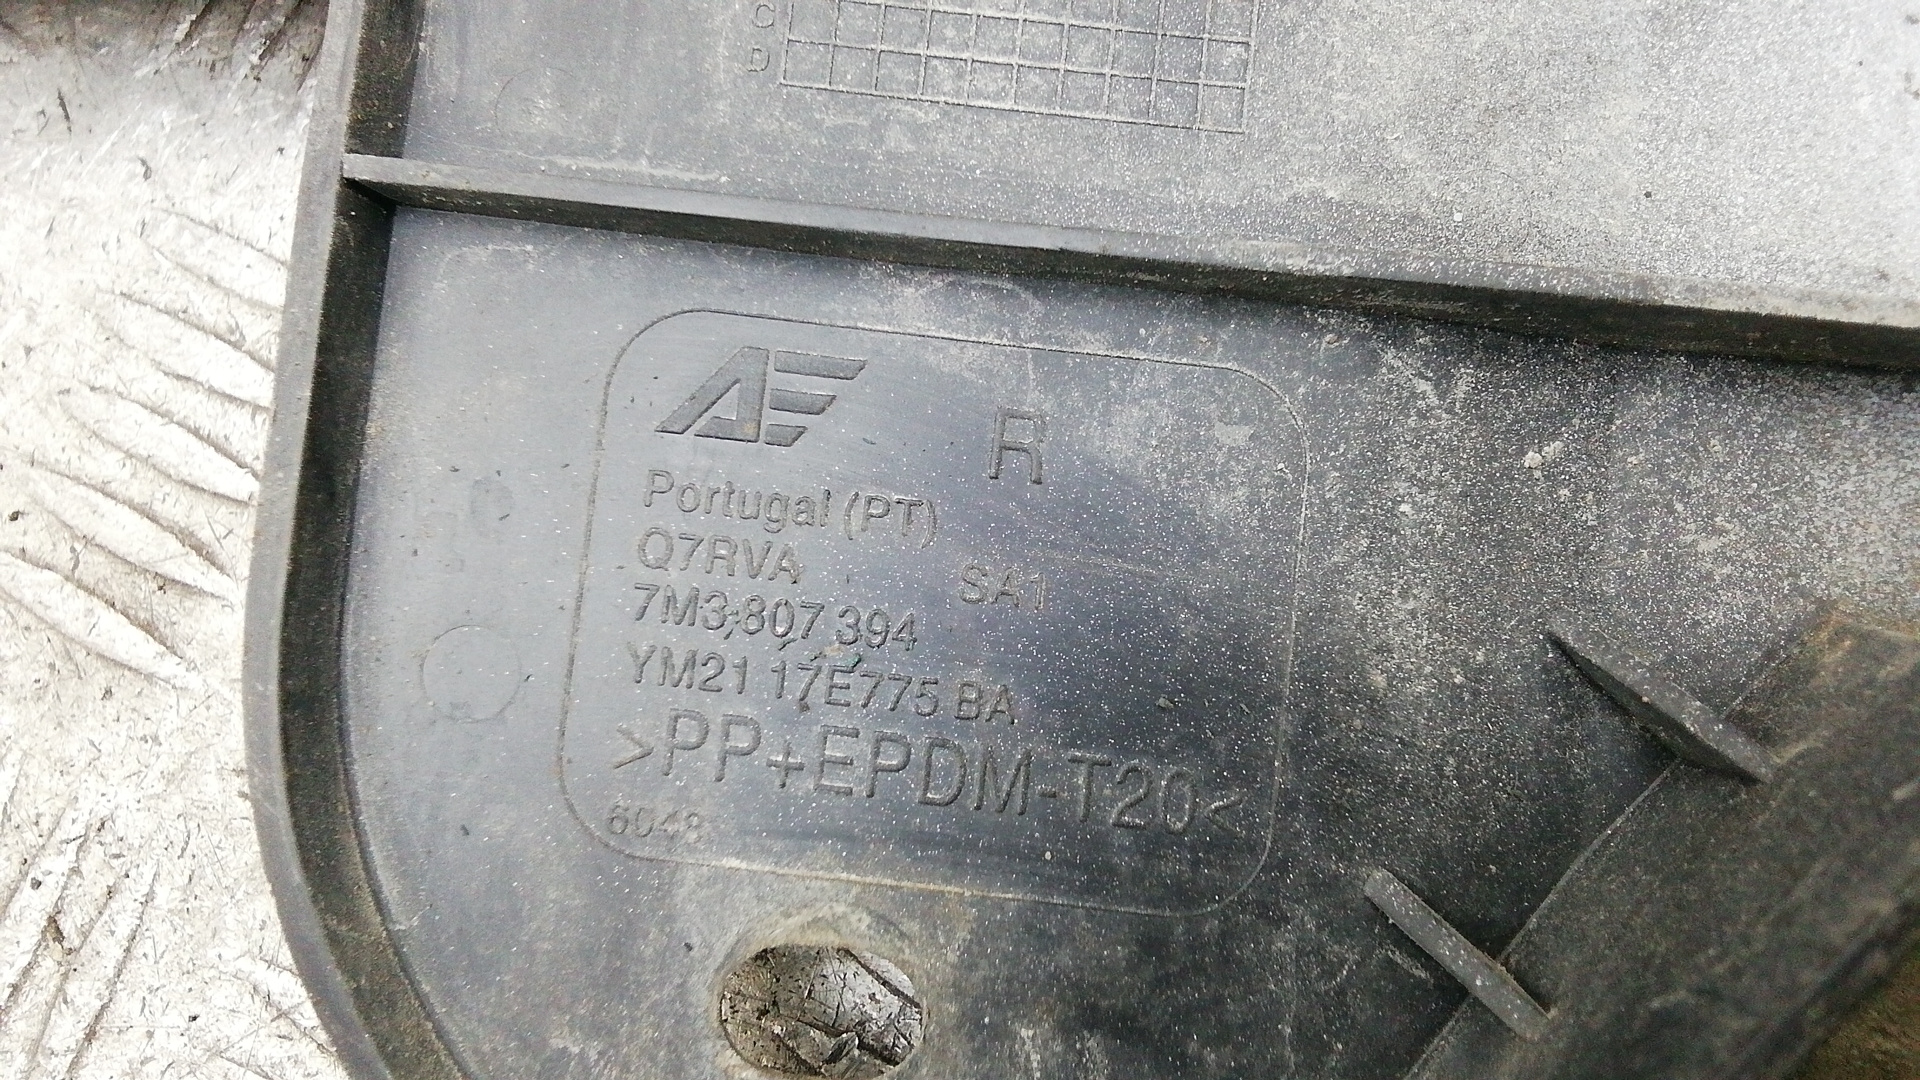 C
D
AE R
Portugal (PT)
Q7RVA SA1
7M3 807 394
YM21 17E775 BA
>PP+EPDM-T20<
6048